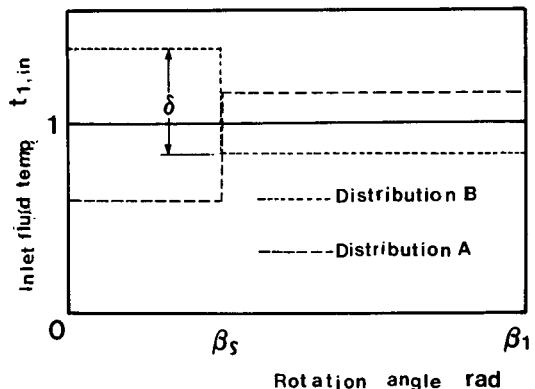 Inlet fluid temp t1,in
1
δ
Distribution B
Distribution A
0
βs
β1
Rotation angle rad